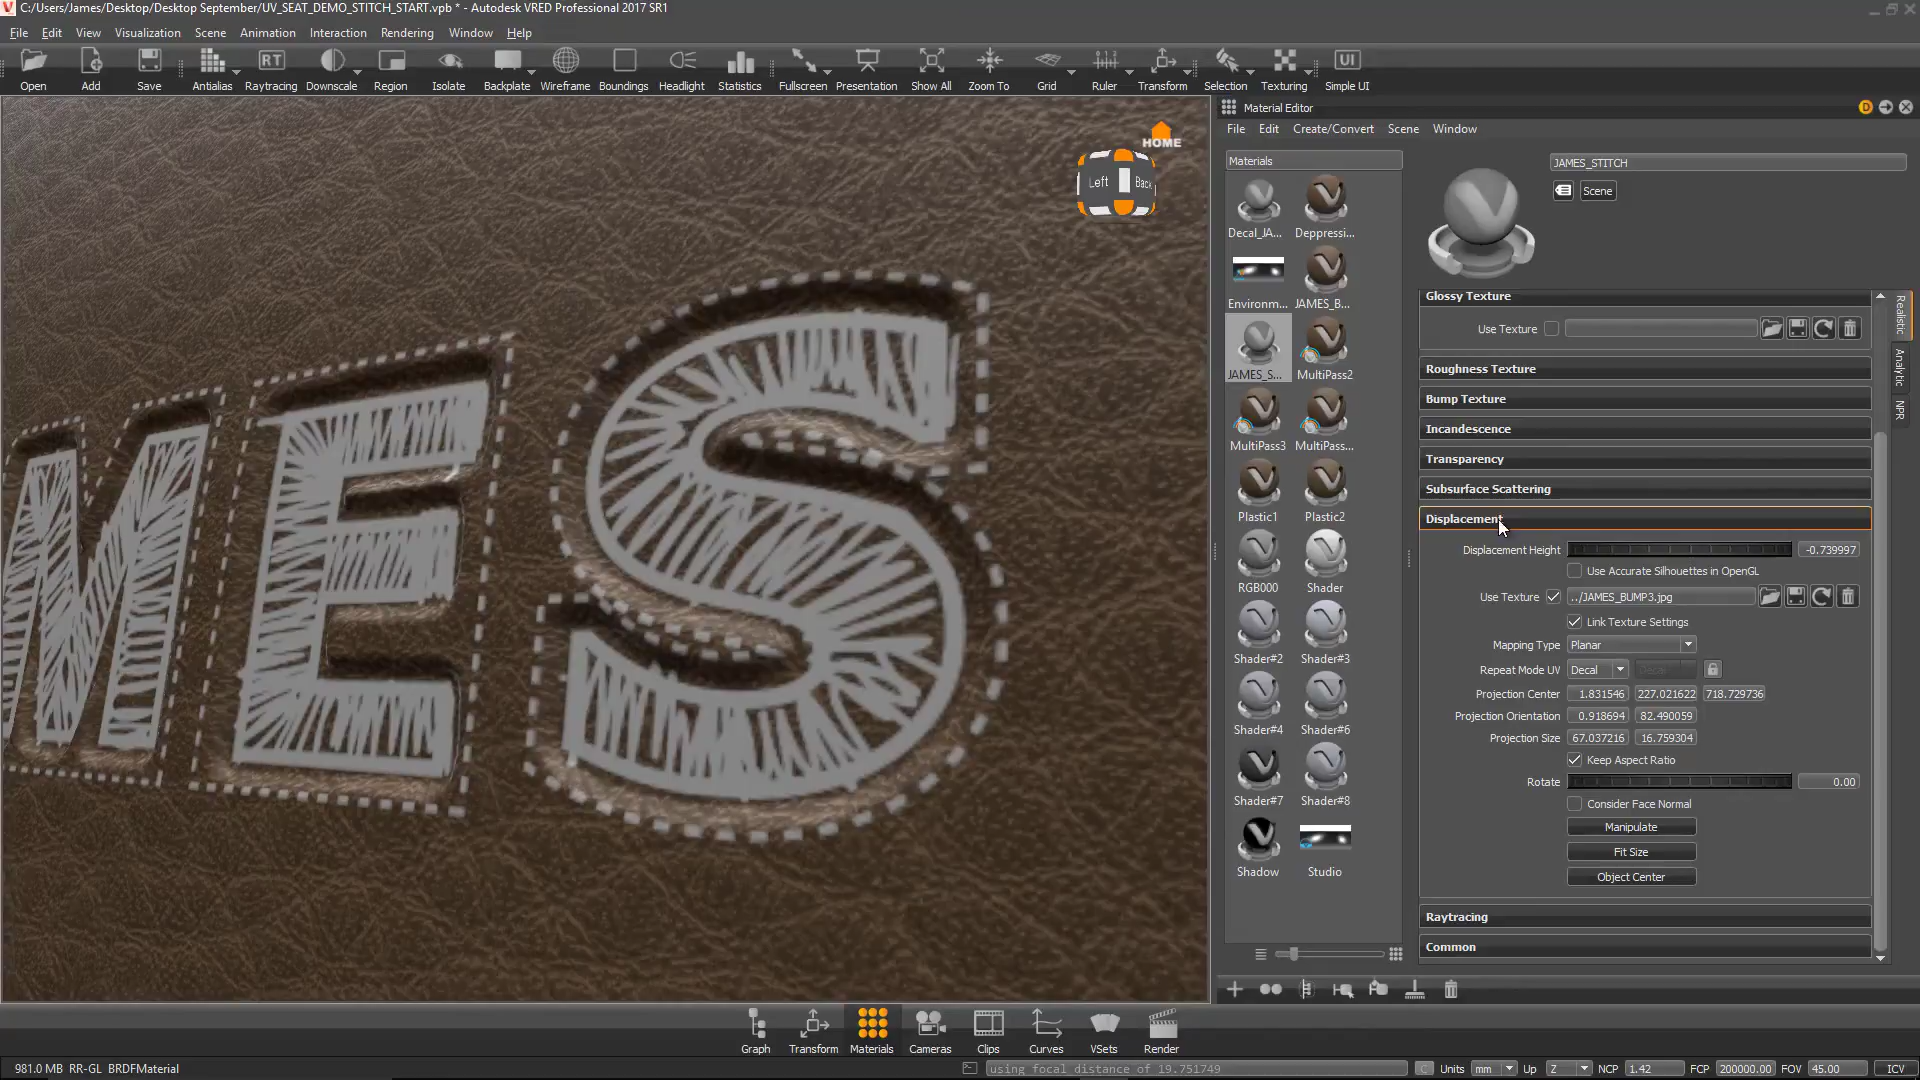 C:/Users/James/Desktop/Desktop September/UV_SEAT_DEMO_STITCH_START.vpb * - Autodesk VRED Professional 2017 SR1
File Edit View Visualization Scene Animation Interaction Rendering Window Help
RT UI
Open Add Save Antialias Raytracing Downscale Region Isolate Backplate Wireframe Boundings Headlight Statistics Fullscreen Presentation Show All Zoom To Grid Ruler Transform Selection Texturing Simple UI
Material Editor
D
File Edit Create/Convert Scene Window
HOME
Left Back
MES
Materials
Decal_JA... Deppressi...
Environm... JAMES_B...
JAMES_S... MultiPass2
MultiPass3 MultiPass...
Plastic1 Plastic2
RGB000 Shader
Shader#2 Shader#3
Shader#4 Shader#6
Shader#7 Shader#8
Shadow Studio
JAMES_STITCH
Scene
Realistic
Analytic
NPR
Glossy Texture
Use Texture
Roughness Texture
Bump Texture
Incandescence
Transparency
Subsurface Scattering
Displacement
Displacement Height -0.739997
Use Accurate Silhouettes in OpenGL
Use Texture ../JAMES_BUMP3.jpg
Link Texture Settings
Mapping Type Planar
Repeat Mode UV Decal
Projection Center 1.831546 227.021622 718.729736
Projection Orientation 0.918694 82.490059
Projection Size 67.037216 16.759304
Keep Aspect Ratio
Rotate 0.00
Consider Face Normal
Manipulate
Fit Size
Object Center
Raytracing
Common
Graph Transform Materials Cameras Clips Curves VSets Render
981.0 MB RR-GL BRDFMaterial using focal distance of 19.751749 C Units mm Up Z NCP 1.42 FCP 200000.00 FOV 45.00 ICV